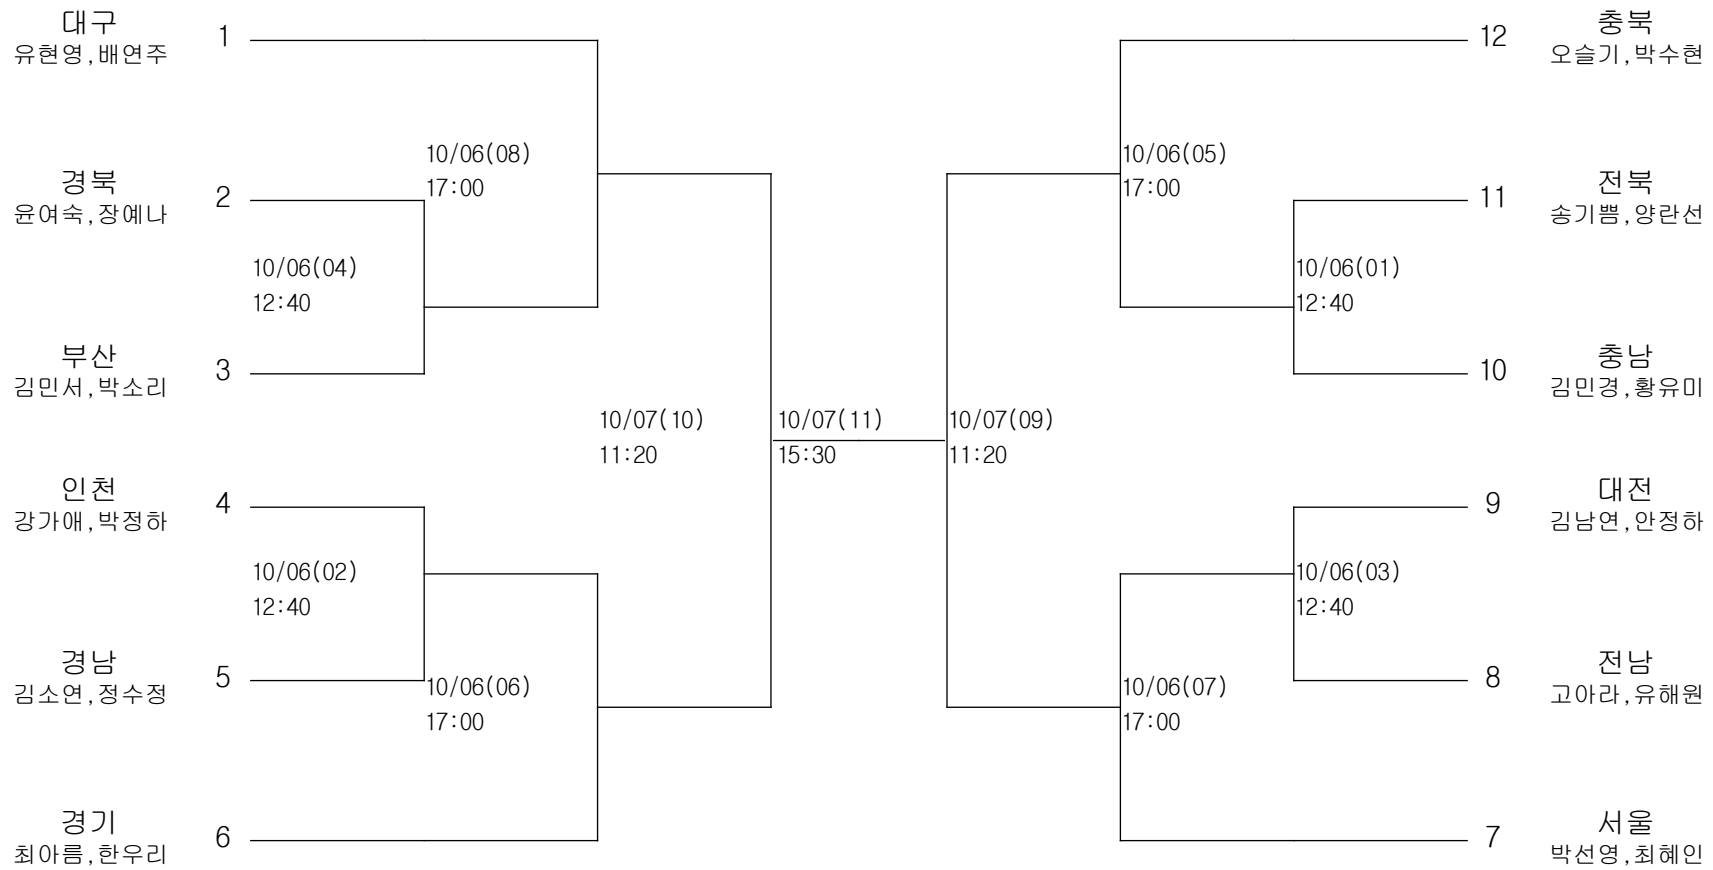 대구
유현영,배연주
1
12
충북
오슬기,박수현
10/06(08)
17:00
10/06(05)
17:00
경북
윤여숙,장예나
2
11
전북
송기쁨,양란선
10/06(04)
12:40
10/06(01)
12:40
부산
김민서,박소리
3
10
충남
김민경,황유미
10/07(10)
11:20
10/07(11)
15:30
10/07(09)
11:20
인천
강가애,박정하
4
9
대전
김남연,안정하
10/06(02)
12:40
10/06(03)
12:40
경남
김소연,정수정
5
8
전남
고아라,유해원
10/06(06)
17:00
10/06(07)
17:00
경기
최아름,한우리
6
7
서울
박선영,최혜인